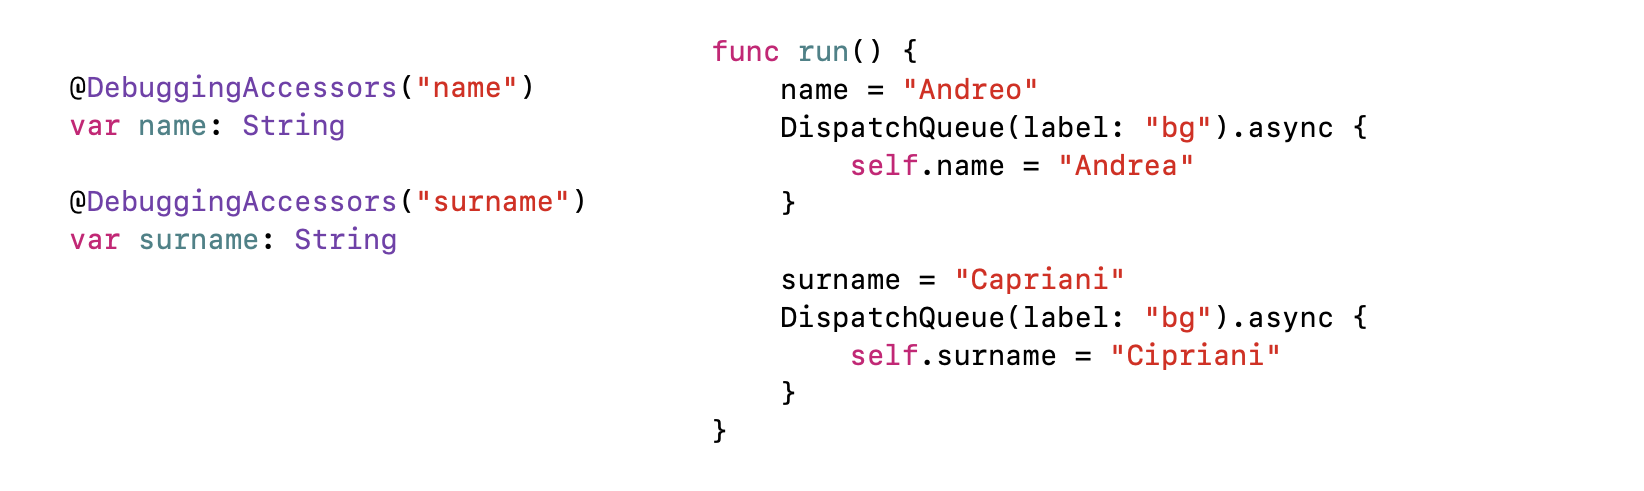 @DebuggingAccessors("name")
var name: String
@DebuggingAccessors("surname")
var surname: String
func run() {
    name = "Andreo"
    DispatchQueue(label: "bg").async {
        self.name = "Andrea"
    }
    surname = "Capriani"
    DispatchQueue(label: "bg").async {
        self.surname = "Cipriani"
    }
}